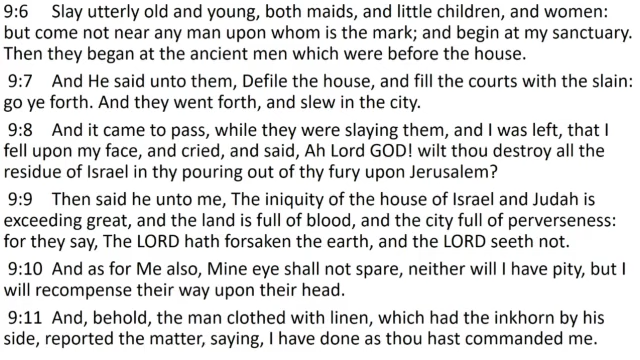 9:6 Slay utterly old and young, both maids, and little children, and women:
but come not near any man upon whom is the mark; and begin at my sanctuary.
Then they began at the ancient men which were before the house.
9:7 And He said unto them, Defile the house, and fill the courts with the slain:
go ye forth. And they went forth, and slew in the city.
9:8 And it came to pass, while they were slaying them, and I was left, that I
fell upon my face, and cried, and said, Ah Lord GOD! wilt thou destroy all the
residue of Israel in thy pouring out of thy fury upon Jerusalem?
9:9 Then said he unto me, The iniquity of the house of Israel and Judah is
exceeding great, and the land is full of blood, and the city full of perverseness:
for they say, The LORD hath forsaken the earth, and the LORD seeth not.
9:10 And as for Me also, Mine eye shall not spare, neither will I have pity, but I
will recompense their way upon their head.
9:11 And, behold, the man clothed with linen, which had the inkhorn by his
side, reported the matter, saying, I have done as thou hast commanded me.